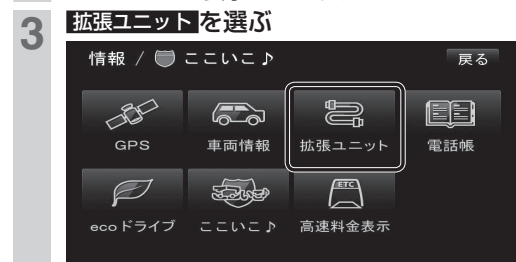 3 拡張ユニットを選ぶ
情報 / ここいこ♪ 戻る
GPS 車両情報 拡張ユニット 電話帳
ETC
ecoドライブ ここいこ♪ 高速料金表示